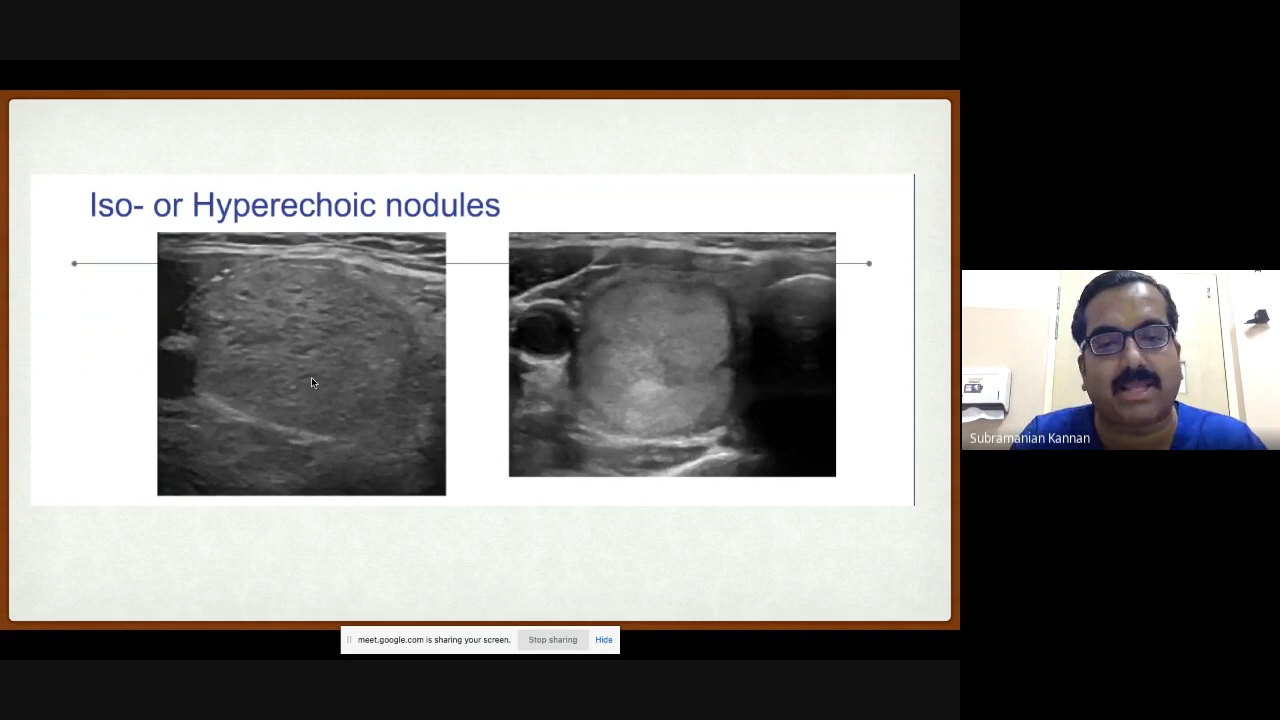 Iso- or Hyperechoic nodules
Subramanian Kannan
meet.google.com is sharing your screen. Stop sharing Hide